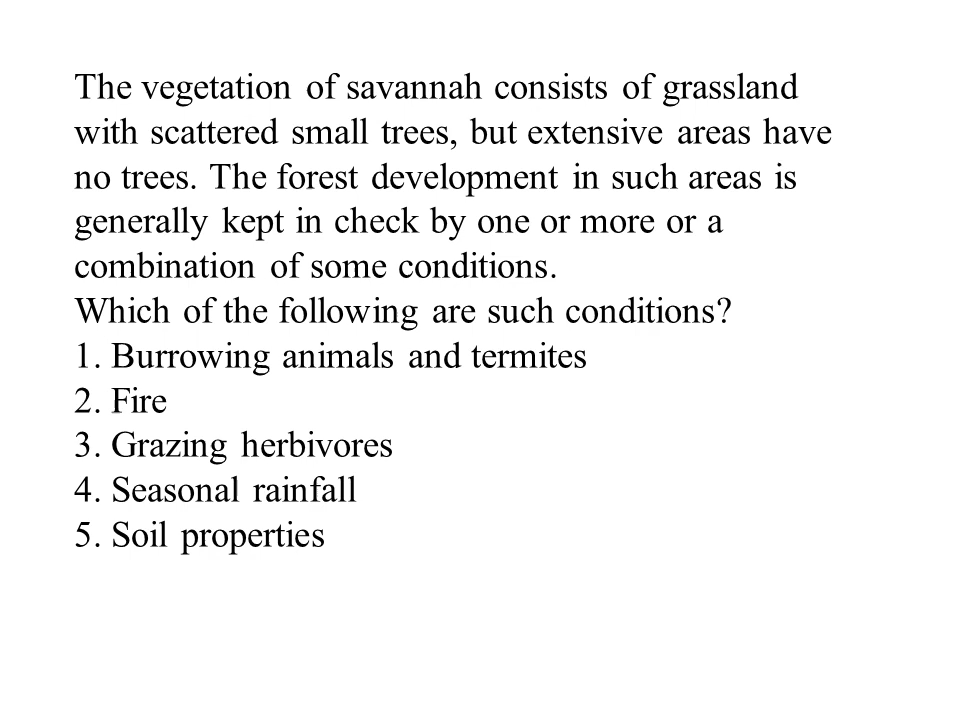 The vegetation of savannah consists of grassland
with scattered small trees, but extensive areas have
no trees. The forest development in such areas is
generally kept in check by one or more or a
combination of some conditions.
Which of the following are such conditions?
1. Burrowing animals and termites
2. Fire
3. Grazing herbivores
4. Seasonal rainfall
5. Soil properties